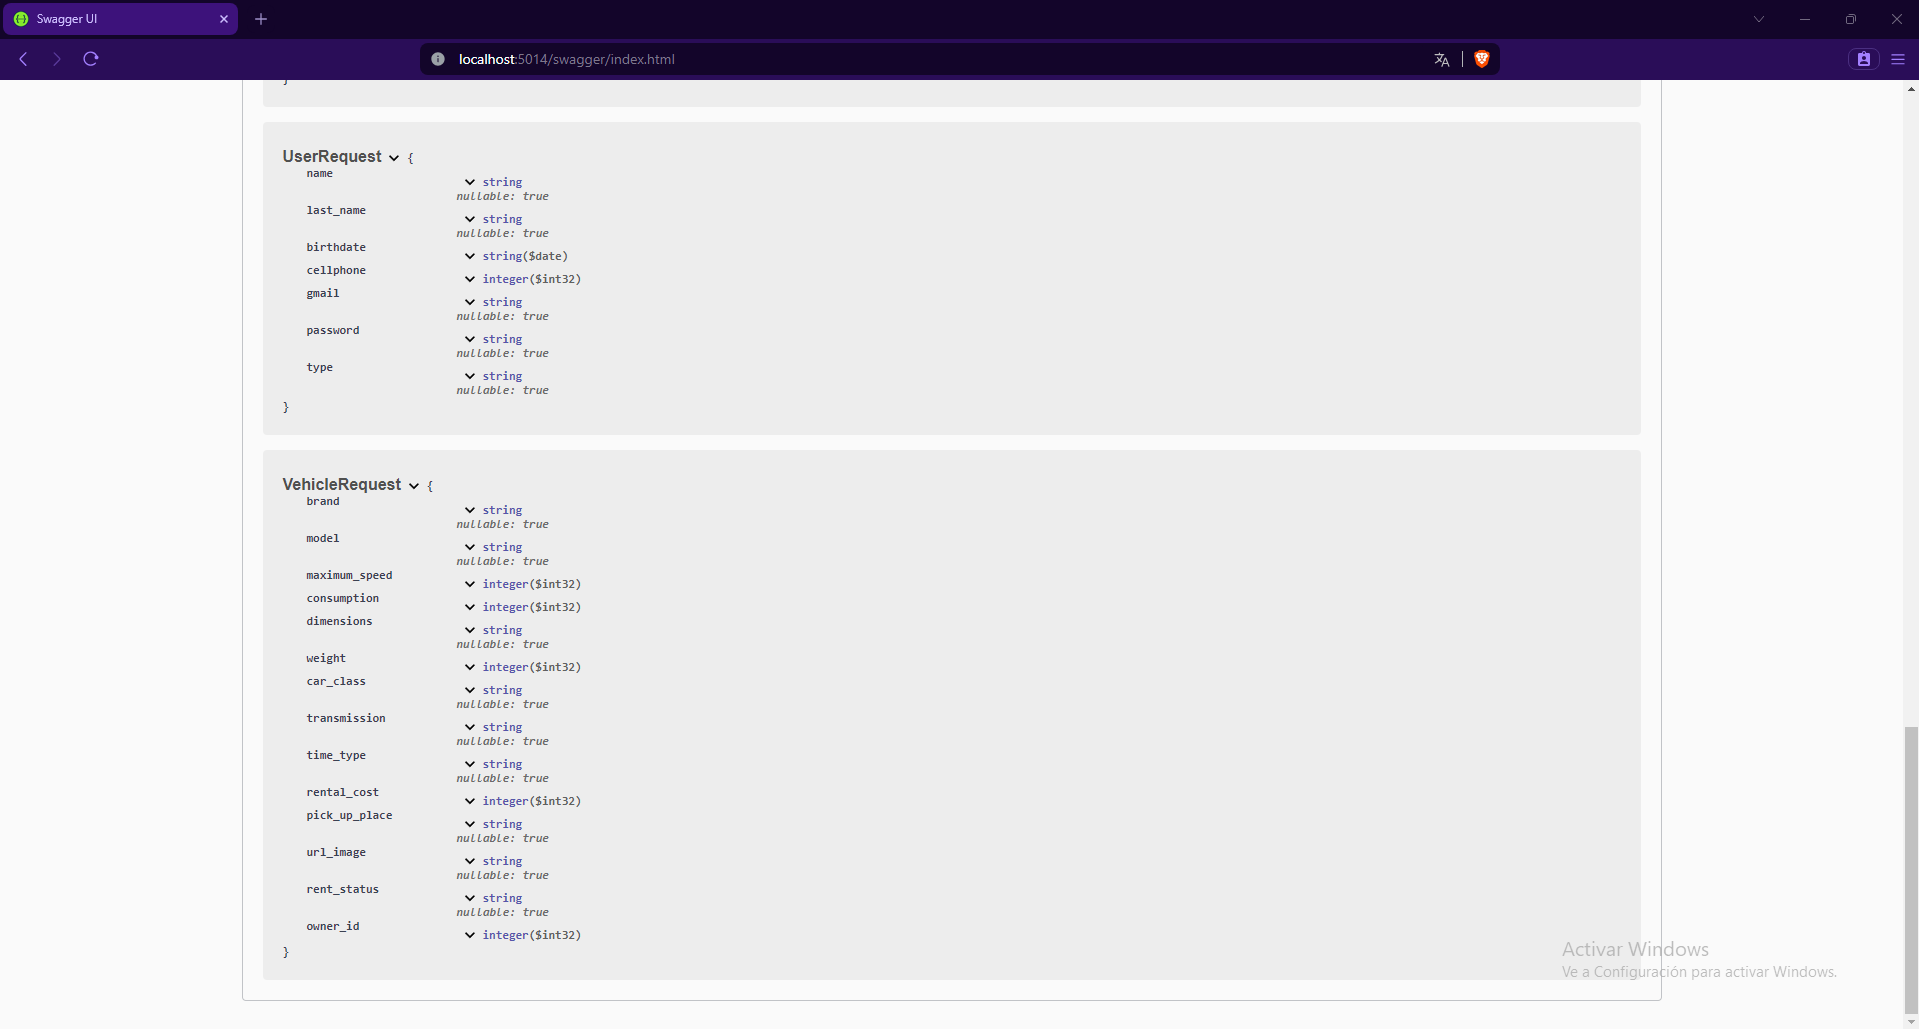 Swagger UI
localhost:5014/swagger/index.html
}
UserRequest {
name
string
nullable: true
last_name
string
nullable: true
birthdate
string($date)
cellphone
integer($int32)
gmail
string
nullable: true
password
string
nullable: true
type
string
nullable: true
}
VehicleRequest {
brand
string
nullable: true
model
string
nullable: true
maximum_speed
integer($int32)
consumption
integer($int32)
dimensions
string
nullable: true
weight
integer($int32)
car_class
string
nullable: true
transmission
string
nullable: true
time_type
string
nullable: true
rental_cost
integer($int32)
pick_up_place
string
nullable: true
url_image
string
nullable: true
rent_status
string
nullable: true
owner_id
integer($int32)
}
Activar Windows
Ve a Configuración para activar Windows.